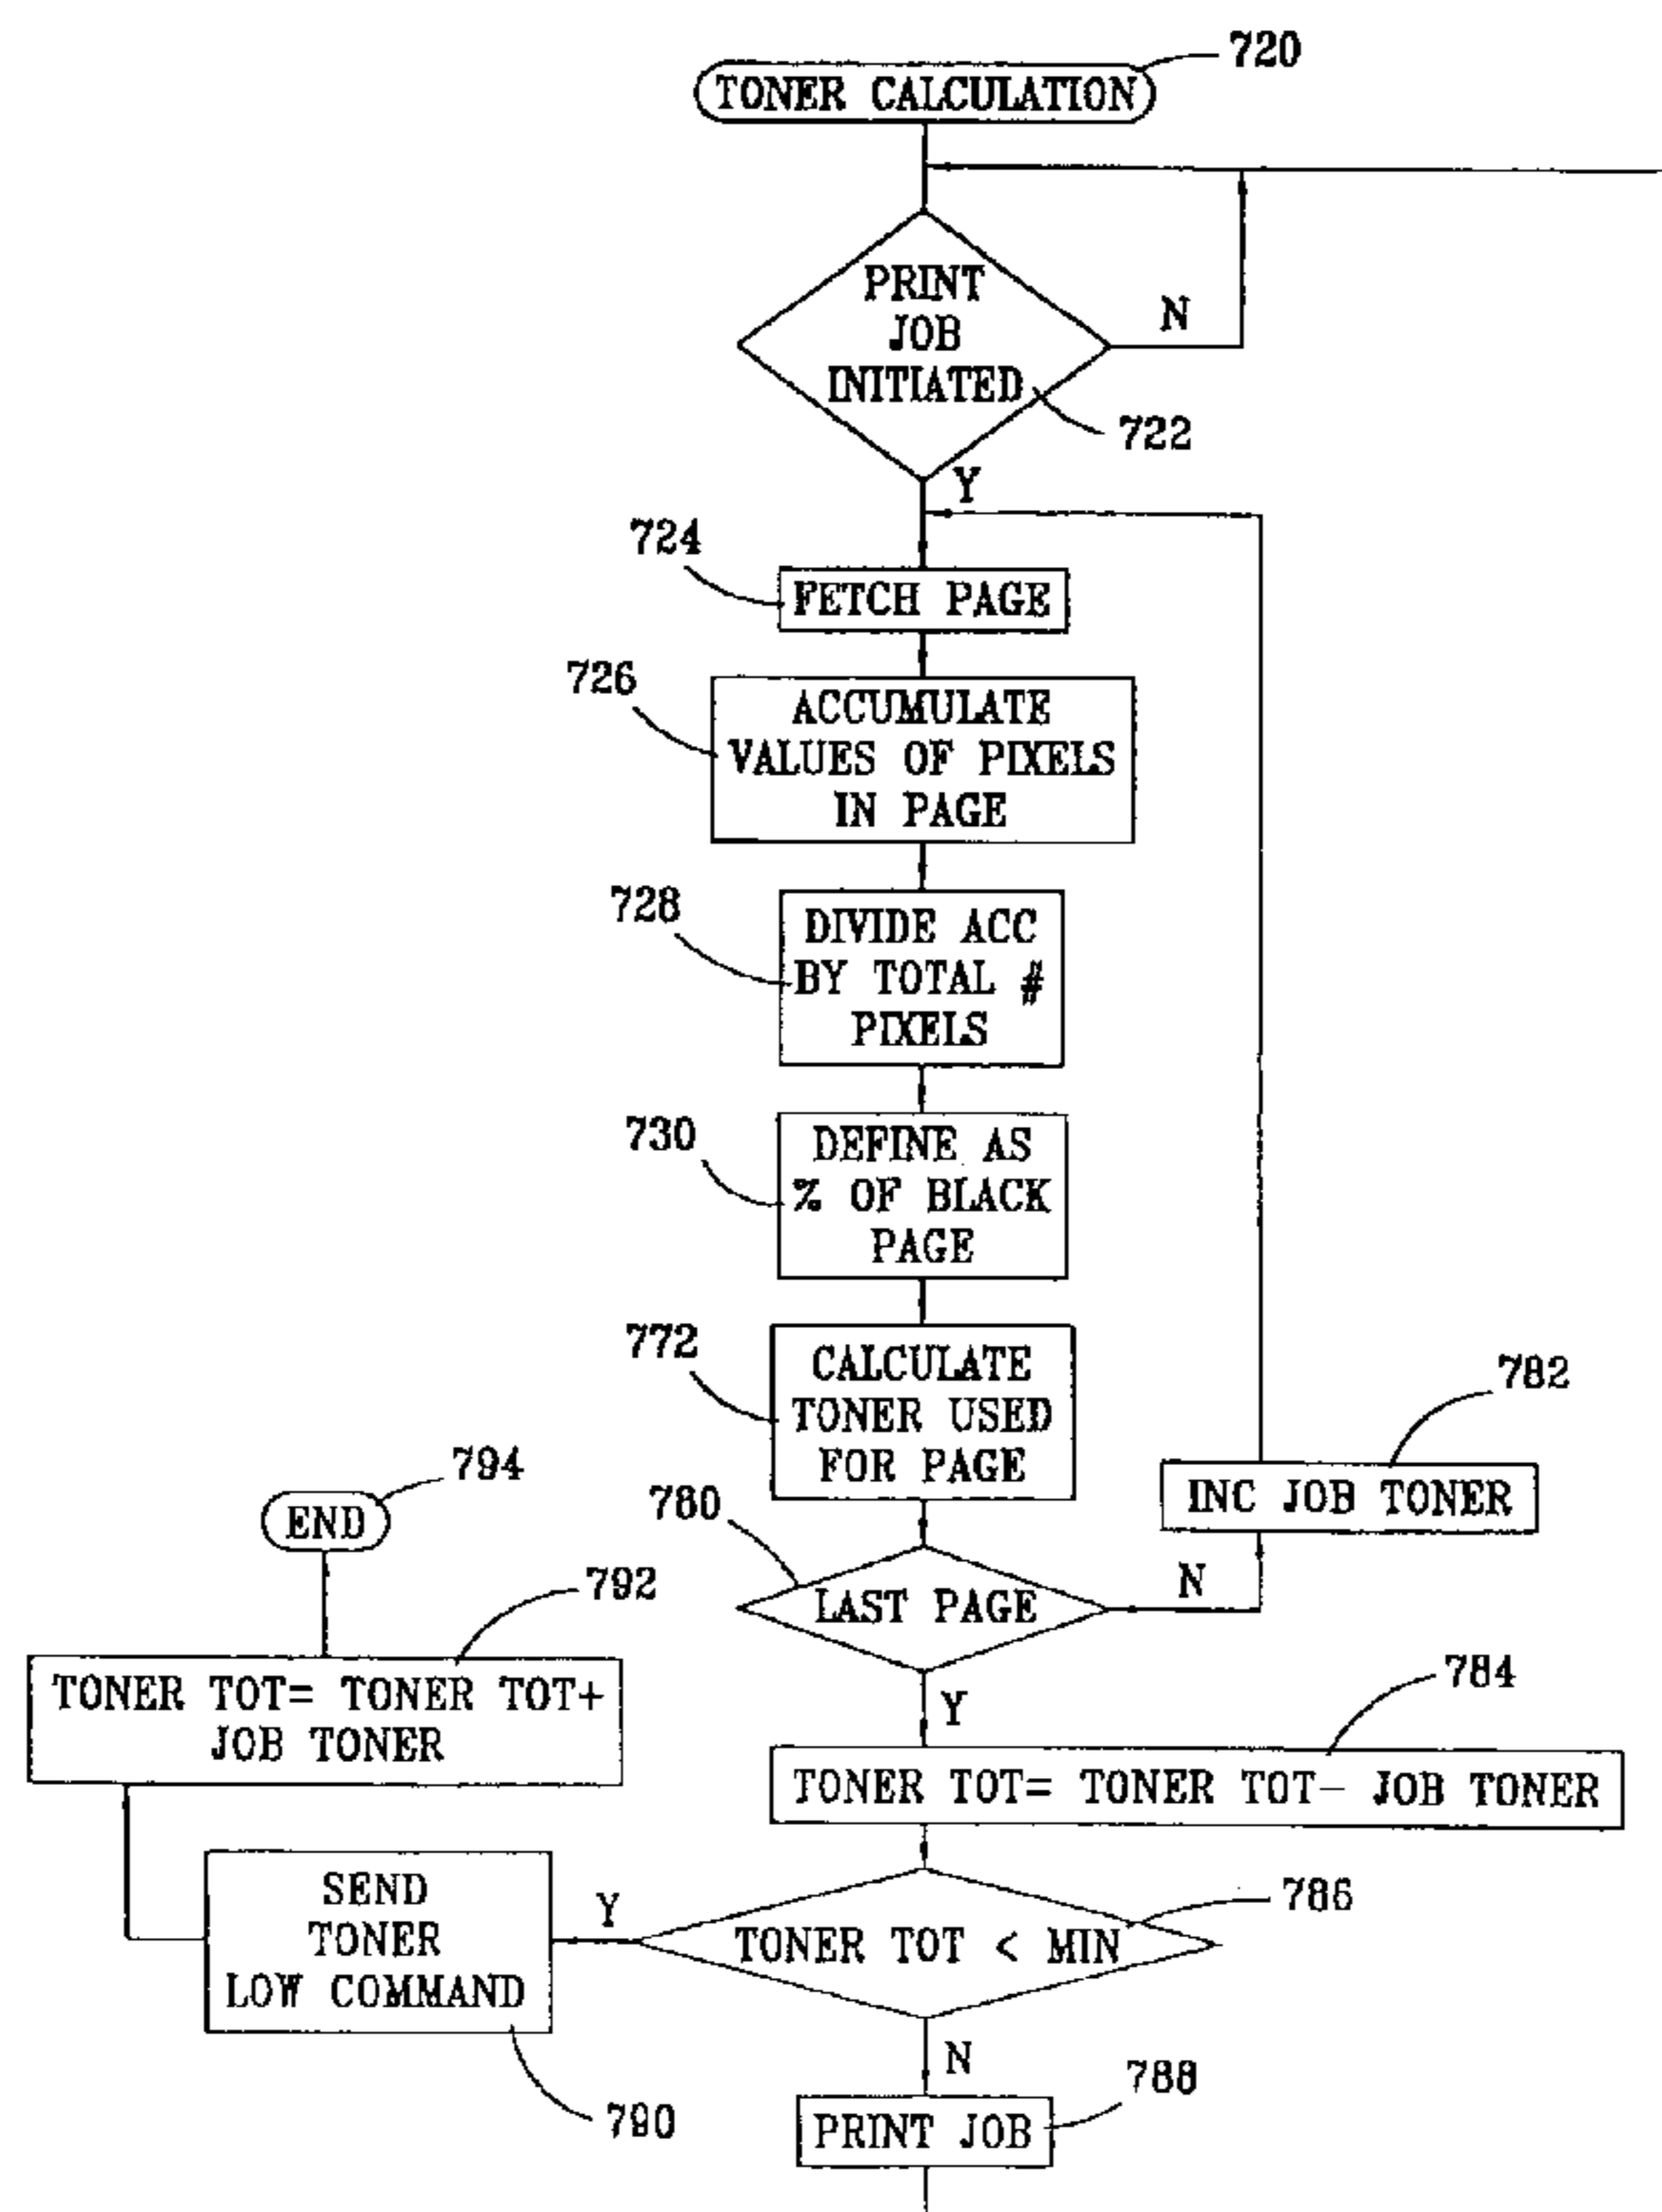 720
TONER CALCULATION
PRINT
JOB
INITIATED
N
722
Y
724
FETCH PAGE
726
ACCUMULATE
VALUES OF PIXELS
IN PAGE
728
DIVIDE ACC
BY TOTAL #
PIXELS
730
DEFINE AS
% OF BLACK
PAGE
772
CALCULATE
TONER USED
FOR PAGE
782
INC JOB TONER
780
LAST PAGE
N
Y
784
TONER TOT= TONER TOT- JOB TONER
786
TONER TOT < MIN
Y
N
788
PRINT JOB
790
SEND
TONER
LOW COMMAND
792
TONER TOT= TONER TOT+
JOB TONER
794
END